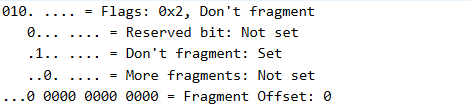 010. .... = Flags: 0x2, Don't fragment
0... .... = Reserved bit: Not set
.1.. .... = Don't fragment: Set
..0. .... = More fragments: Not set
...0 0000 0000 0000 = Fragment Offset: 0